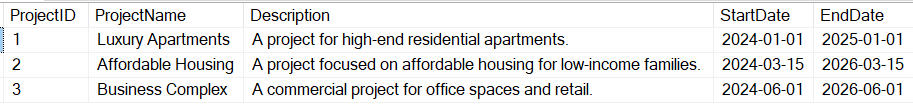 ProjectID ProjectName Description StartDate EndDate
1 Luxury Apartments A project for high-end residential apartments. 2024-01-01 2025-01-01
2 Affordable Housing A project focused on affordable housing for low-income families. 2024-03-15 2026-03-15
3 Business Complex A commercial project for office spaces and retail. 2024-06-01 2026-06-01